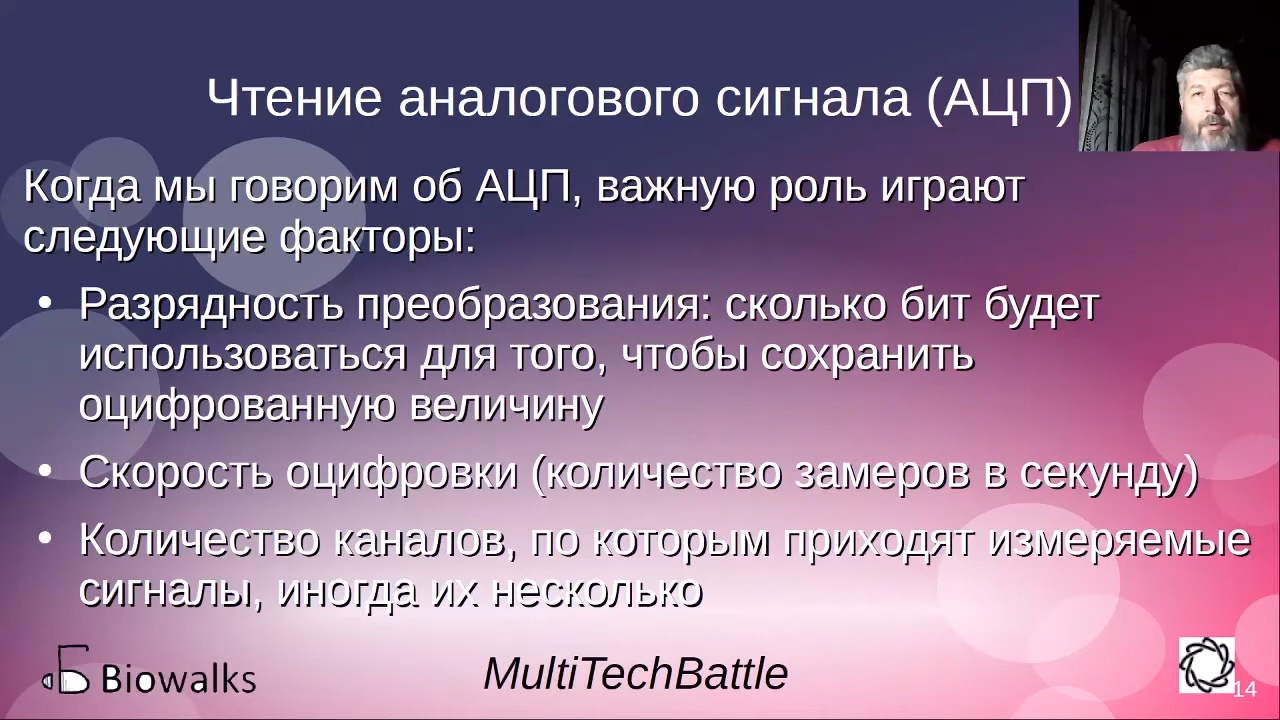 Чтение аналогового сигнала (АЦП)
Когда мы говорим об АЦП, важную роль играют
следующие факторы:
• Разрядность преобразования: сколько бит будет
использоваться для того, чтобы сохранить
оцифрованную величину
• Скорость оцифровки (количество замеров в секунду)
• Количество каналов, по которым приходят измеряемые
сигналы, иногда их несколько
Biowalks
MultiTechBattle
14